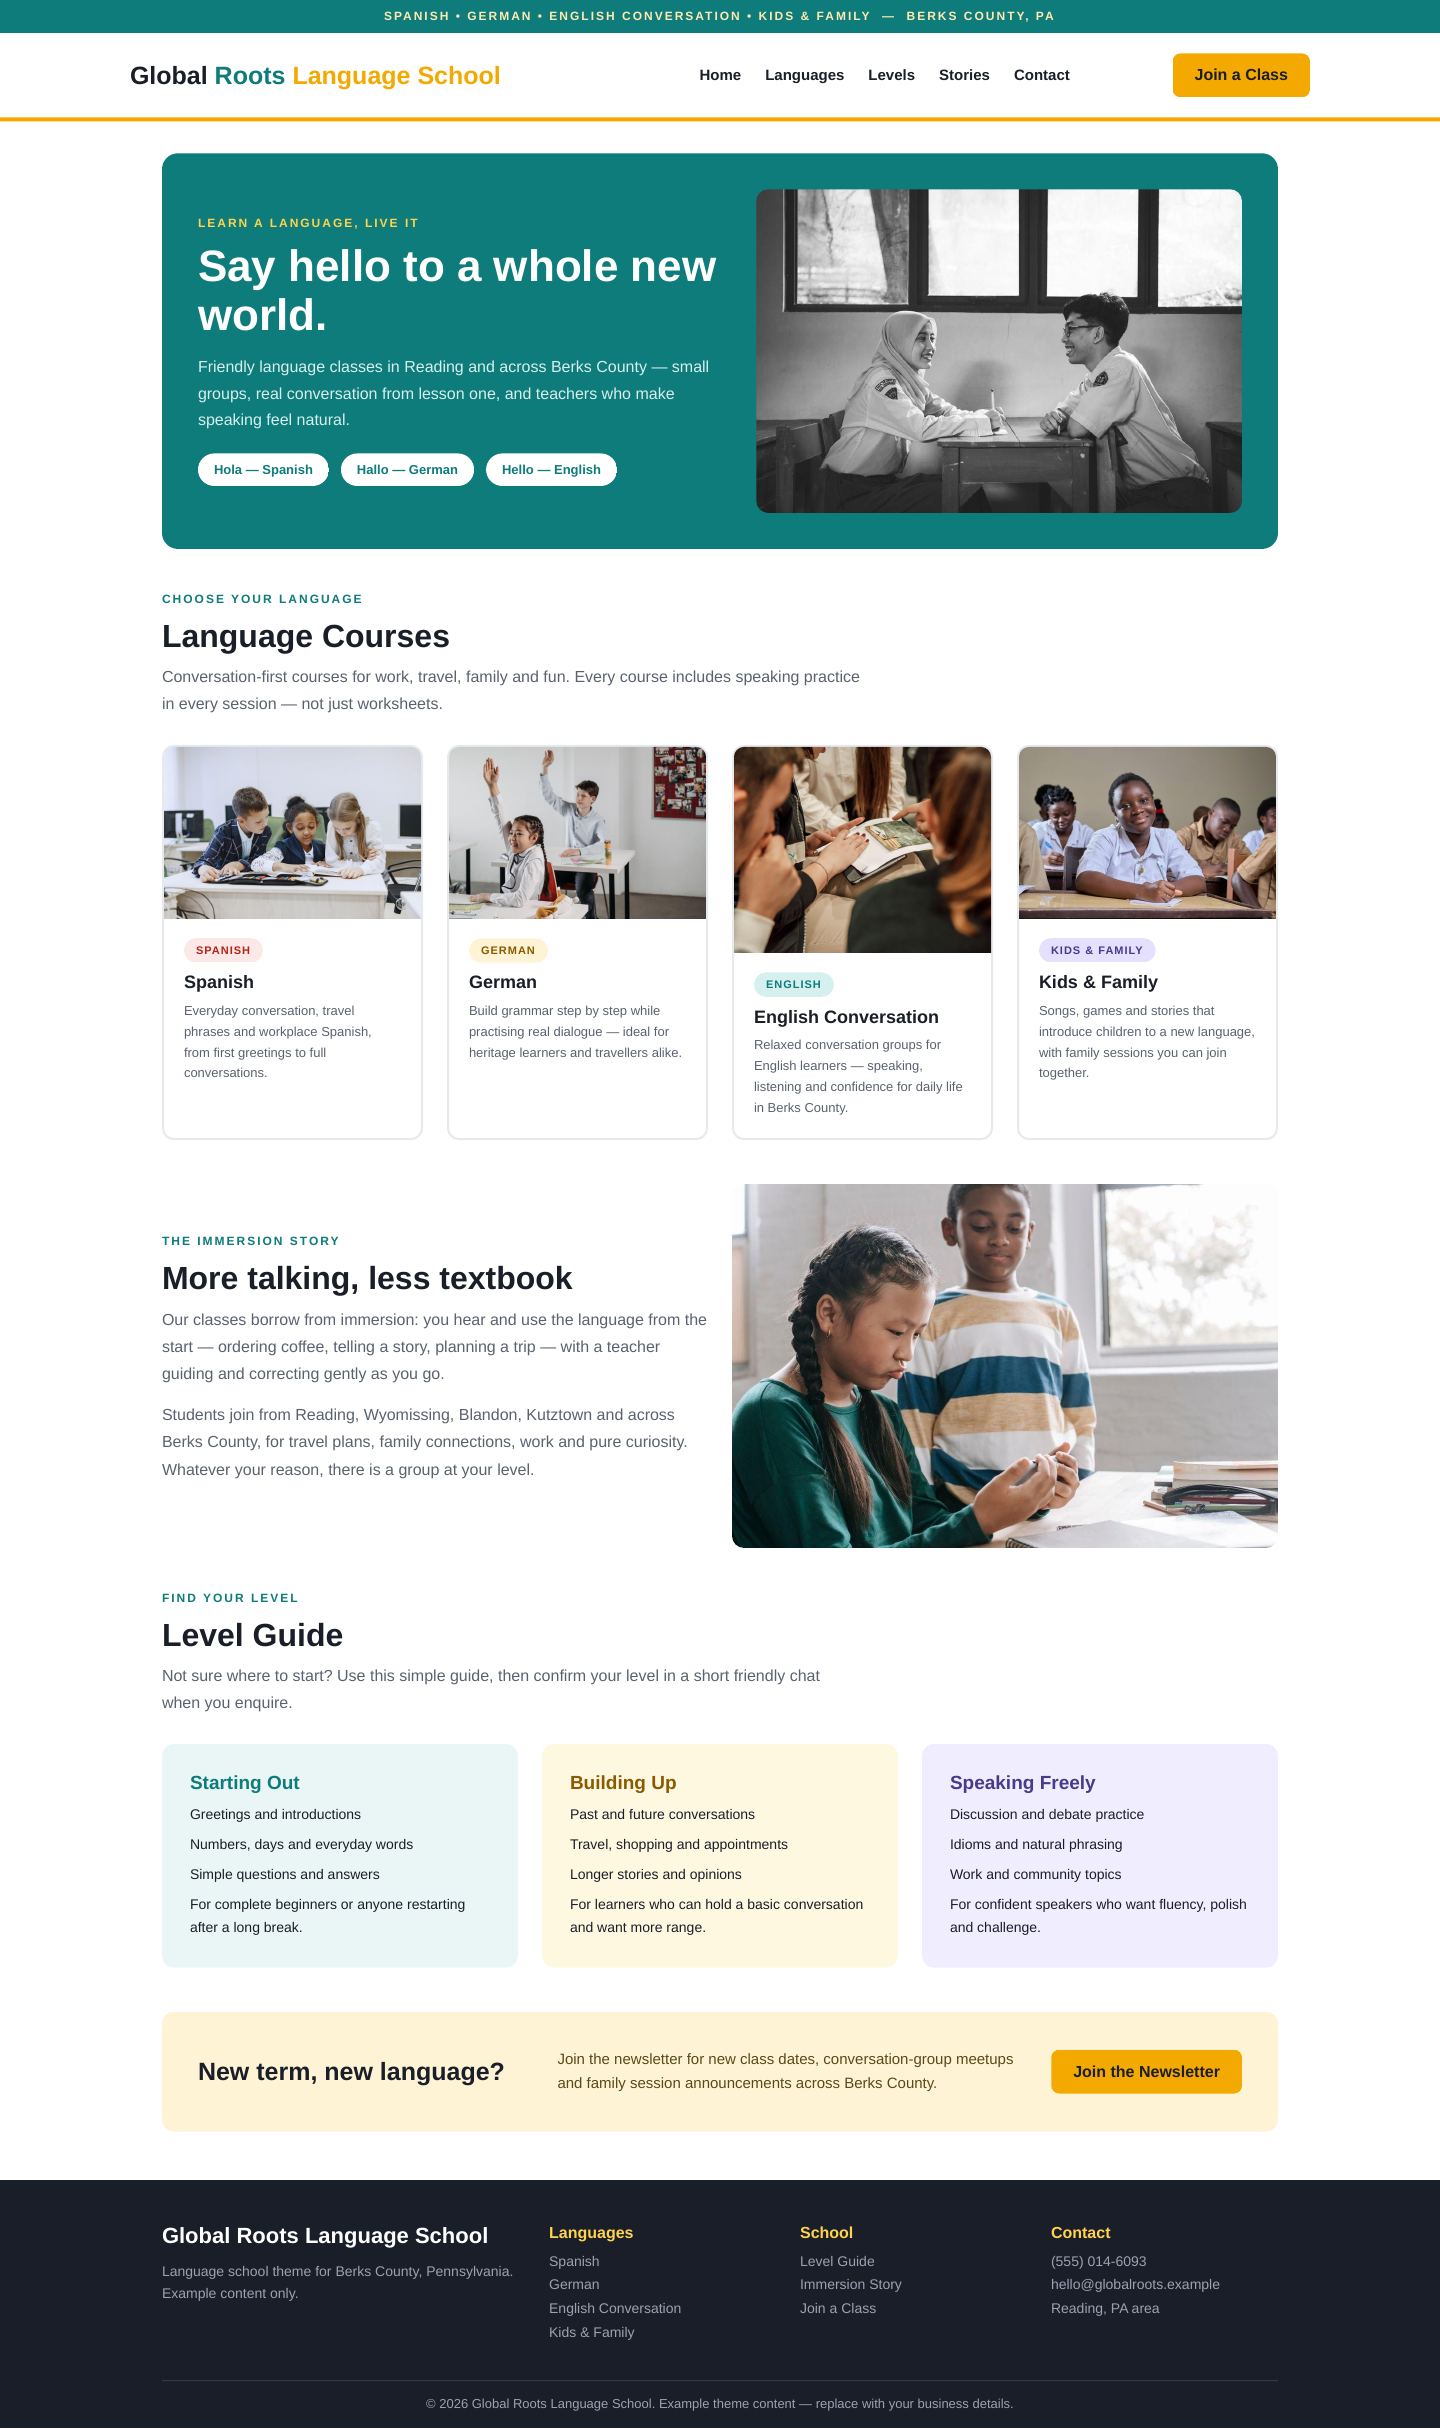 SPANISH • GERMAN • ENGLISH CONVERSATION • KIDS & FAMILY — BERKS COUNTY, PA
Global Roots Language School
Home Languages Levels Stories Contact
Join a Class
LEARN A LANGUAGE, LIVE IT
Say hello to a whole new
world.
Friendly language classes in Reading and across Berks County — small
groups, real conversation from lesson one, and teachers who make
speaking feel natural.
Hola — Spanish
Hallo — German
Hello — English
CHOOSE YOUR LANGUAGE
Language Courses
Conversation-first courses for work, travel, family and fun. Every course includes speaking practice
in every session — not just worksheets.
SPANISH
Spanish
Everyday conversation, travel
phrases and workplace Spanish,
from first greetings to full
conversations.
GERMAN
German
Build grammar step by step while
practising real dialogue — ideal for
heritage learners and travellers alike.
ENGLISH
English Conversation
Relaxed conversation groups for
English learners — speaking,
listening and confidence for daily life
in Berks County.
KIDS & FAMILY
Kids & Family
Songs, games and stories that
introduce children to a new language,
with family sessions you can join
together.
THE IMMERSION STORY
More talking, less textbook
Our classes borrow from immersion: you hear and use the language from the
start — ordering coffee, telling a story, planning a trip — with a teacher
guiding and correcting gently as you go.
Students join from Reading, Wyomissing, Blandon, Kutztown and across
Berks County, for travel plans, family connections, work and pure curiosity.
Whatever your reason, there is a group at your level.
FIND YOUR LEVEL
Level Guide
Not sure where to start? Use this simple guide, then confirm your level in a short friendly chat
when you enquire.
Starting Out
Greetings and introductions
Numbers, days and everyday words
Simple questions and answers
For complete beginners or anyone restarting
after a long break.
Building Up
Past and future conversations
Travel, shopping and appointments
Longer stories and opinions
For learners who can hold a basic conversation
and want more range.
Speaking Freely
Discussion and debate practice
Idioms and natural phrasing
Work and community topics
For confident speakers who want fluency, polish
and challenge.
New term, new language?
Join the newsletter for new class dates, conversation-group meetups
and family session announcements across Berks County.
Join the Newsletter
Global Roots Language School
Language school theme for Berks County, Pennsylvania.
Example content only.
Languages
Spanish
German
English Conversation
Kids & Family
School
Level Guide
Immersion Story
Join a Class
Contact
(555) 014-6093
hello@globalroots.example
Reading, PA area
© 2026 Global Roots Language School. Example theme content — replace with your business details.